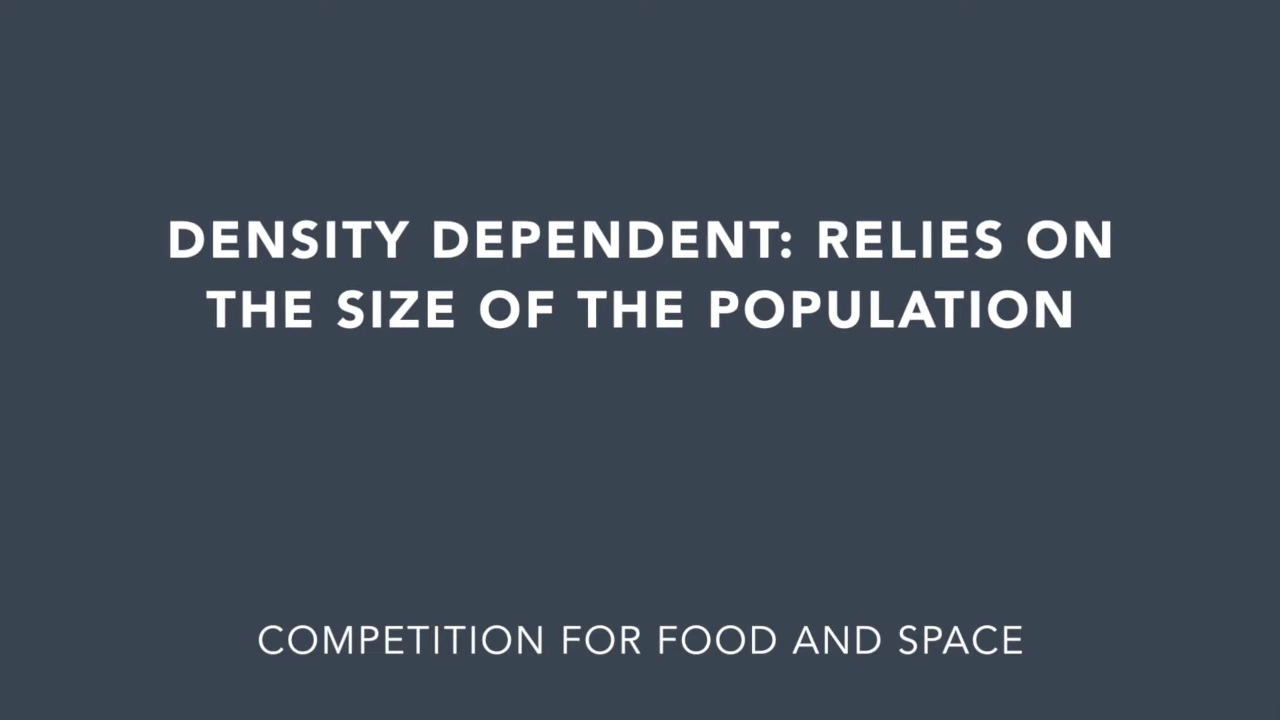 DENSITY DEPENDENT: RELIES ON
THE SIZE OF THE POPULATION
COMPETITION FOR FOOD AND SPACE